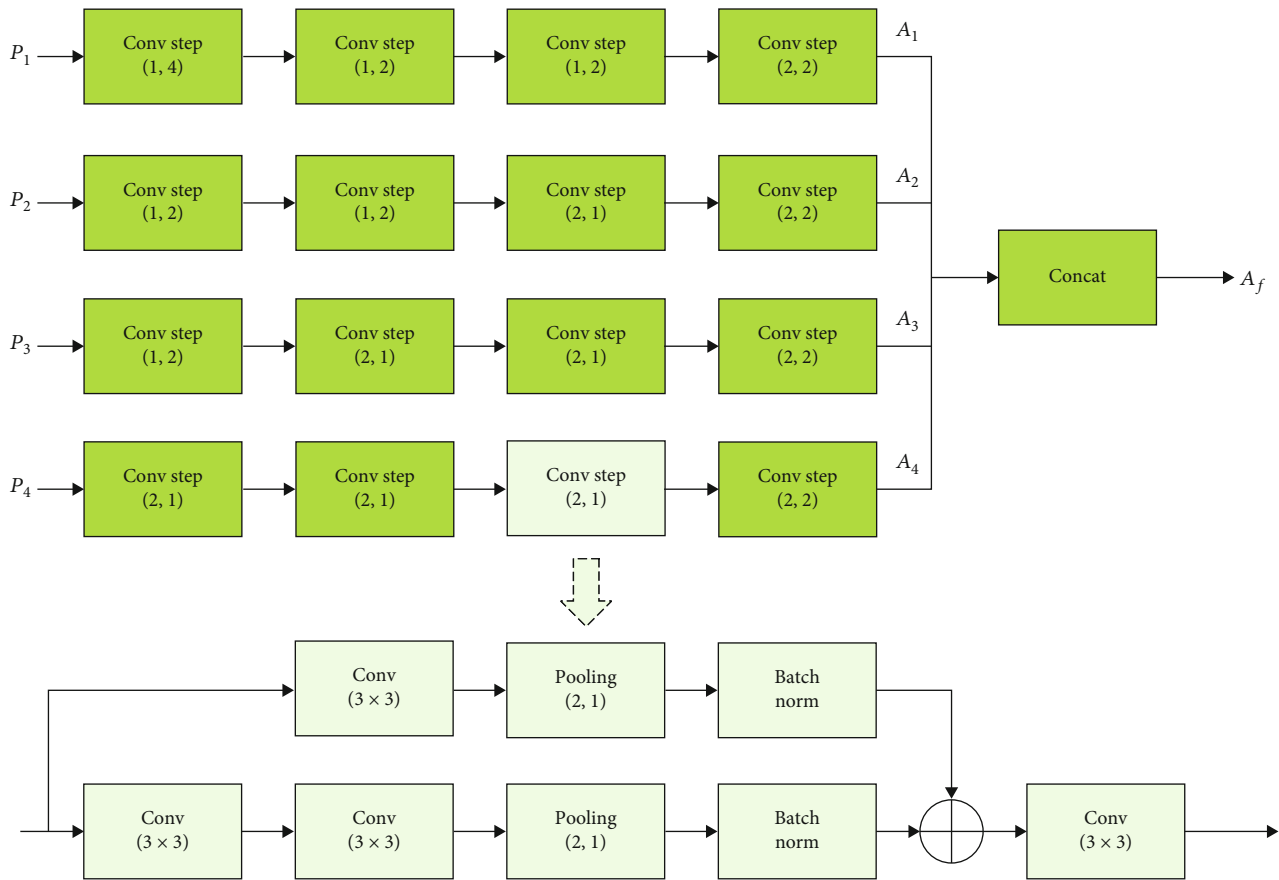 P₁
Conv step
(1, 4)
Conv step
(1, 2)
Conv step
(1, 2)
Conv step
(2, 2)
A₁
P₂
Conv step
(1, 2)
Conv step
(1, 2)
Conv step
(2, 1)
Conv step
(2, 2)
A₂
Concat
A_f
P₃
Conv step
(1, 2)
Conv step
(2, 1)
Conv step
(2, 1)
Conv step
(2, 2)
A₃
P₄
Conv step
(2, 1)
Conv step
(2, 1)
Conv step
(2, 1)
Conv step
(2, 2)
A₄
Conv
(3 × 3)
Pooling
(2, 1)
Batch
norm
Conv
(3 × 3)
Conv
(3 × 3)
Pooling
(2, 1)
Batch
norm
Conv
(3 × 3)